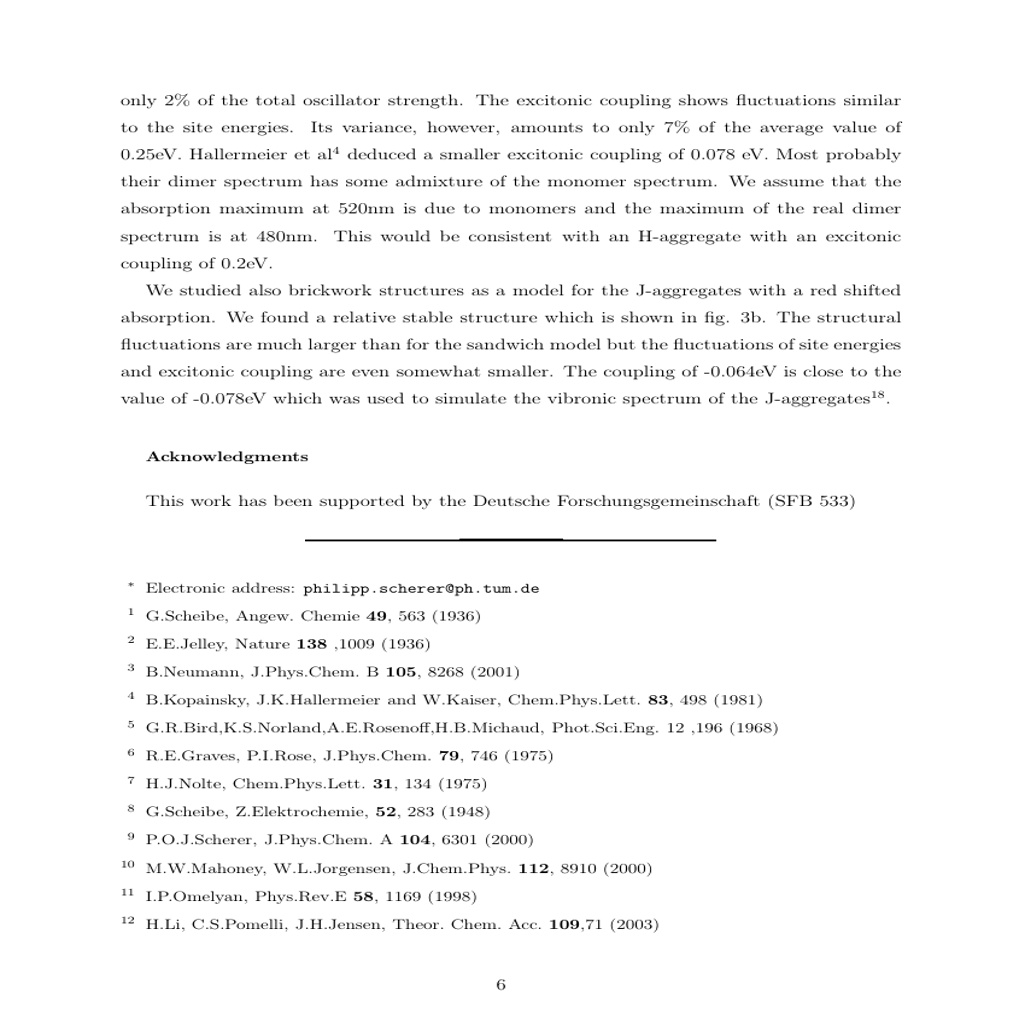 only 2% of the total oscillator strength. The excitonic coupling shows fluctuations similar
to the site energies. Its variance, however, amounts to only 7% of the average value of
0.25eV. Hallermeier et al⁴ deduced a smaller excitonic coupling of 0.078 eV. Most probably
their dimer spectrum has some admixture of the monomer spectrum. We assume that the
absorption maximum at 520nm is due to monomers and the maximum of the real dimer
spectrum is at 480nm. This would be consistent with an H-aggregate with an excitonic
coupling of 0.2eV.
We studied also brickwork structures as a model for the J-aggregates with a red shifted
absorption. We found a relative stable structure which is shown in fig. 3b. The structural
fluctuations are much larger than for the sandwich model but the fluctuations of site energies
and excitonic coupling are even somewhat smaller. The coupling of -0.064eV is close to the
value of -0.078eV which was used to simulate the vibronic spectrum of the J-aggregates¹⁸.
Acknowledgments
This work has been supported by the Deutsche Forschungsgemeinschaft (SFB 533)
* Electronic address: philipp.scherer@ph.tum.de
¹ G.Scheibe, Angew. Chemie 49, 563 (1936)
² E.E.Jelley, Nature 138 ,1009 (1936)
³ B.Neumann, J.Phys.Chem. B 105, 8268 (2001)
⁴ B.Kopainsky, J.K.Hallermeier and W.Kaiser, Chem.Phys.Lett. 83, 498 (1981)
⁵ G.R.Bird,K.S.Norland,A.E.Rosenoff,H.B.Michaud, Phot.Sci.Eng. 12 ,196 (1968)
⁶ R.E.Graves, P.I.Rose, J.Phys.Chem. 79, 746 (1975)
⁷ H.J.Nolte, Chem.Phys.Lett. 31, 134 (1975)
⁸ G.Scheibe, Z.Elektrochemie, 52, 283 (1948)
⁹ P.O.J.Scherer, J.Phys.Chem. A 104, 6301 (2000)
¹⁰ M.W.Mahoney, W.L.Jorgensen, J.Chem.Phys. 112, 8910 (2000)
¹¹ I.P.Omelyan, Phys.Rev.E 58, 1169 (1998)
¹² H.Li, C.S.Pomelli, J.H.Jensen, Theor. Chem. Acc. 109,71 (2003)
6